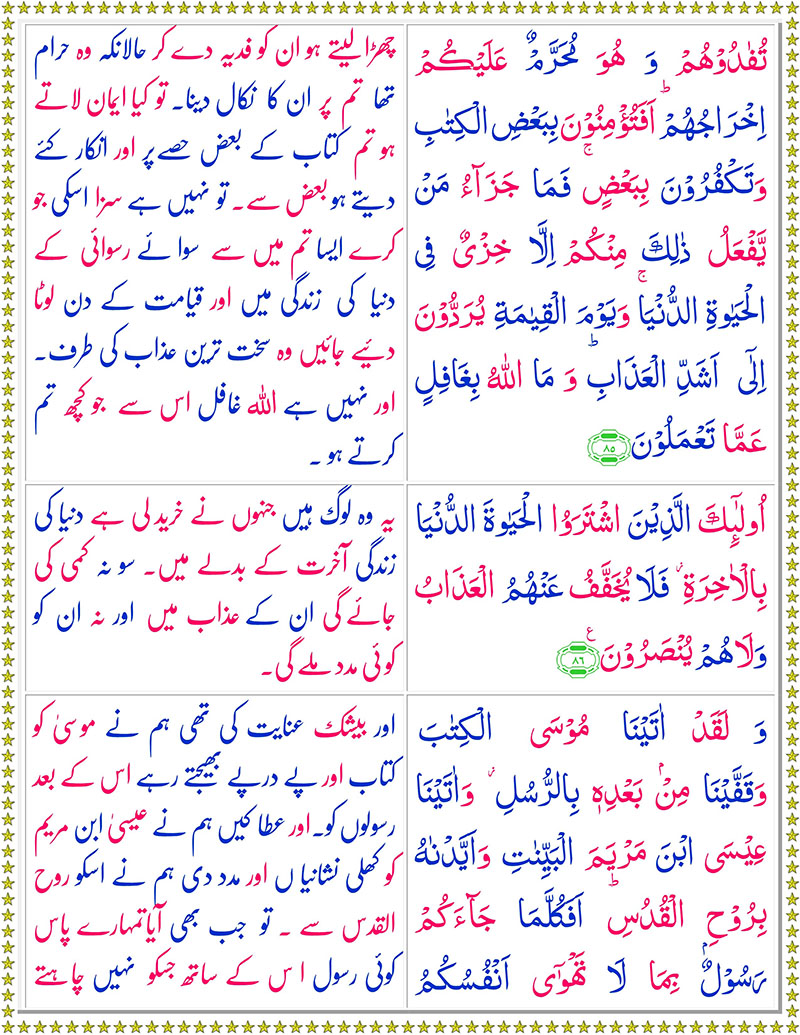 تُفٰدُوۡهُمۡ وَ هُوَ مُحَرَّمٌ عَلَيۡكُمۡ
اِخۡرَاجُهُمۡ ؕ اَفَتُؤۡمِنُوۡنَ بِبَعۡضِ الۡكِتٰبِ
وَتَكۡفُرُوۡنَ بِبَعۡضٍ ۚ فَمَا جَزَآءُ مَنۡ
يَّفۡعَلُ ذٰلِكَ مِنۡكُمۡ اِلَّا خِزۡىٌ فِى
الۡحَيٰوةِ الدُّنۡيَا ۚ وَيَوۡمَ الۡقِيٰمَةِ يُرَدُّوۡنَ
اِلٰٓى اَشَدِّ الۡعَذَابِ ؕ وَ مَا اللّٰهُ بِغَافِلٍ
عَمَّا تَعۡمَلُوۡنَ ٨٥
اُولٰٓٮِٕكَ الَّذِيۡنَ اشۡتَرَوُا الۡحَيٰوةَ الدُّنۡيَا
بِالۡاٰخِرَةِ فَلَا يُخَفَّفُ عَنۡهُمُ الۡعَذَابُ
وَلَا هُمۡ يُنۡصَرُوۡنَ ٨٦ ع
وَ لَقَدۡ اٰتَيۡنَا مُوۡسَى الۡكِتٰبَ
وَقَفَّيۡنَا مِنۡۢ بَعۡدِهٖ بِالرُّسُلِ وَاٰتَيۡنَا
عِيۡسَى ابۡنَ مَرۡيَمَ الۡبَيِّنٰتِ وَاَيَّدۡنٰهُ
بِرُوۡحِ الۡقُدُسِ ؕ اَفَكُلَّمَا جَآءَكُمۡ
رَسُوۡلٌۢ بِمَا لَا تَهۡوٰٓى اَنۡفُسُكُمُ
چھڑا لیتے ہو ان کو فدیہ دے کر حالانکہ وہ حرام
تھا تم پر ان کا نکال دینا۔ تو کیا ایمان لاتے
ہو تم کتاب کے بعض حصے پر اور انکار کئے
دیتے ہو بعض سے۔ تو نہیں ہے سزا اسکی جو
کرے ایسا تم میں سے سوائے رسوائی کے
دنیا کی زندگی میں اور قیامت کے دن لوٹا
دئیے جائیں وہ سخت ترین عذاب کی طرف۔
اور نہیں ہے اللہ غافل اس سے جو کچھ تم
کرتے ہو ۔
یہ وہ لوگ ہیں جنہوں نے خرید لی ہے دنیا کی
زندگی آخرت کے بدلے میں۔ سو نہ کمی کی
جائے گی ان کے عذاب میں اور نہ ان کو
کوئی مدد ملے گی۔
اور بیشک عنایت کی تھی ہم نے موسیٰ کو
کتاب اور پے درپے بھیجتے رہے اس کے بعد
رسولوں کو۔ اور عطا کیں ہم نے عیسیٰ ابن مریم
کو کھلی نشانیا ں اور مدد دی ہم نے اسکو روح
القدس سے ۔ تو جب بھی آیا تمہارے پاس
کوئی رسول ا س کے ساتھ جسکو نہیں چاہتے